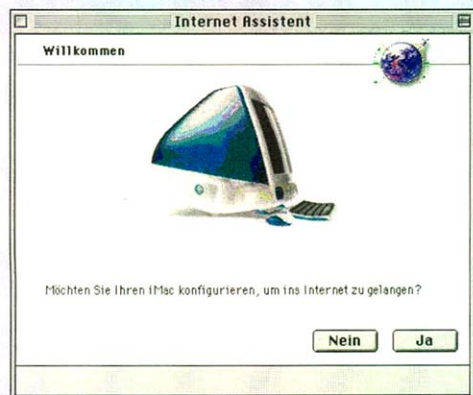 Internet Assistent
Willkommen
Möchten Sie Ihren iMac konfigurieren, um ins Internet zu gelangen?
Nein
Ja